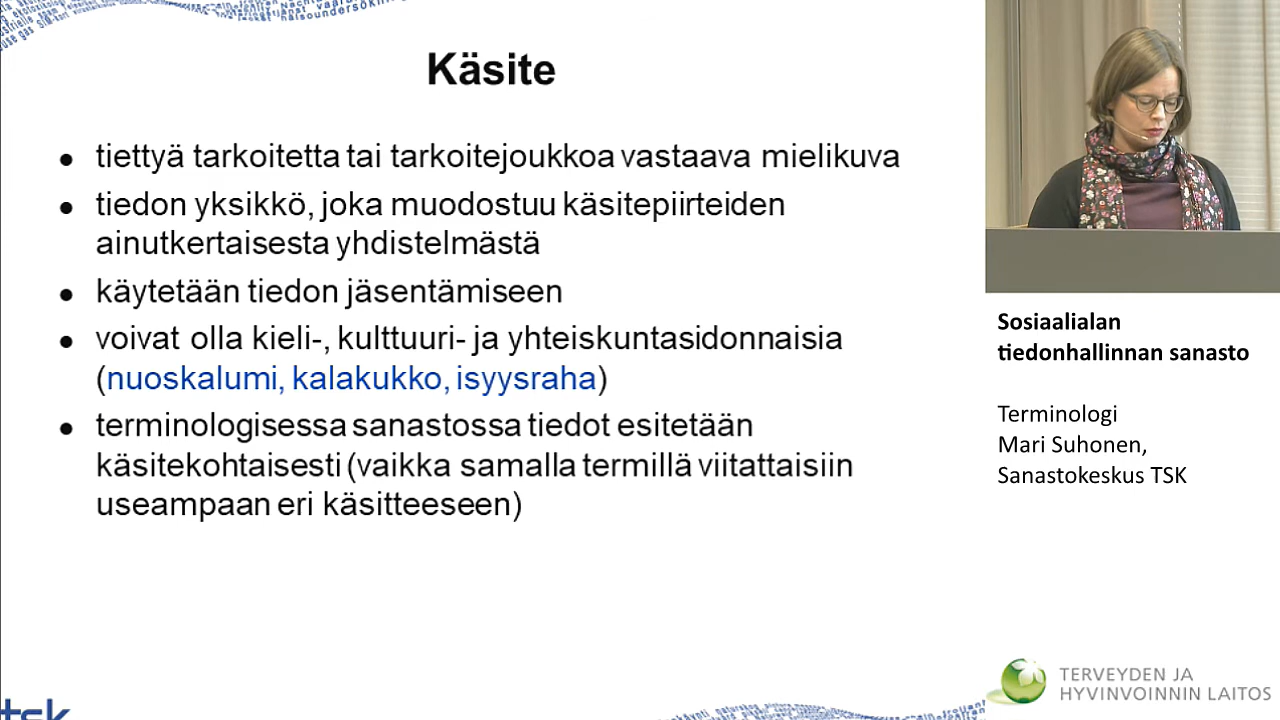 Käsite
tiettyä tarkoitetta tai tarkoitejoukkoa vastaava mielikuva
tiedon yksikkö, joka muodostuu käsitepiirteiden
ainutkertaisesta yhdistelmästä
käytetään tiedon jäsentämiseen
voivat olla kieli-, kulttuuri- ja yhteiskuntasidonnaisia
(nuoskalumi, kalakukko, isyysraha)
terminologisessa sanastossa tiedot esitetään
käsitekohtaisesti (vaikka samalla termillä viitattaisiin
useampaan eri käsitteeseen)
tsk
Sosiaalialan
tiedonhallinnan sanasto
Terminologi
Mari Suhonen,
Sanastokeskus TSK
TERVEYDEN JA
HYVINVOINNIN LAITOS